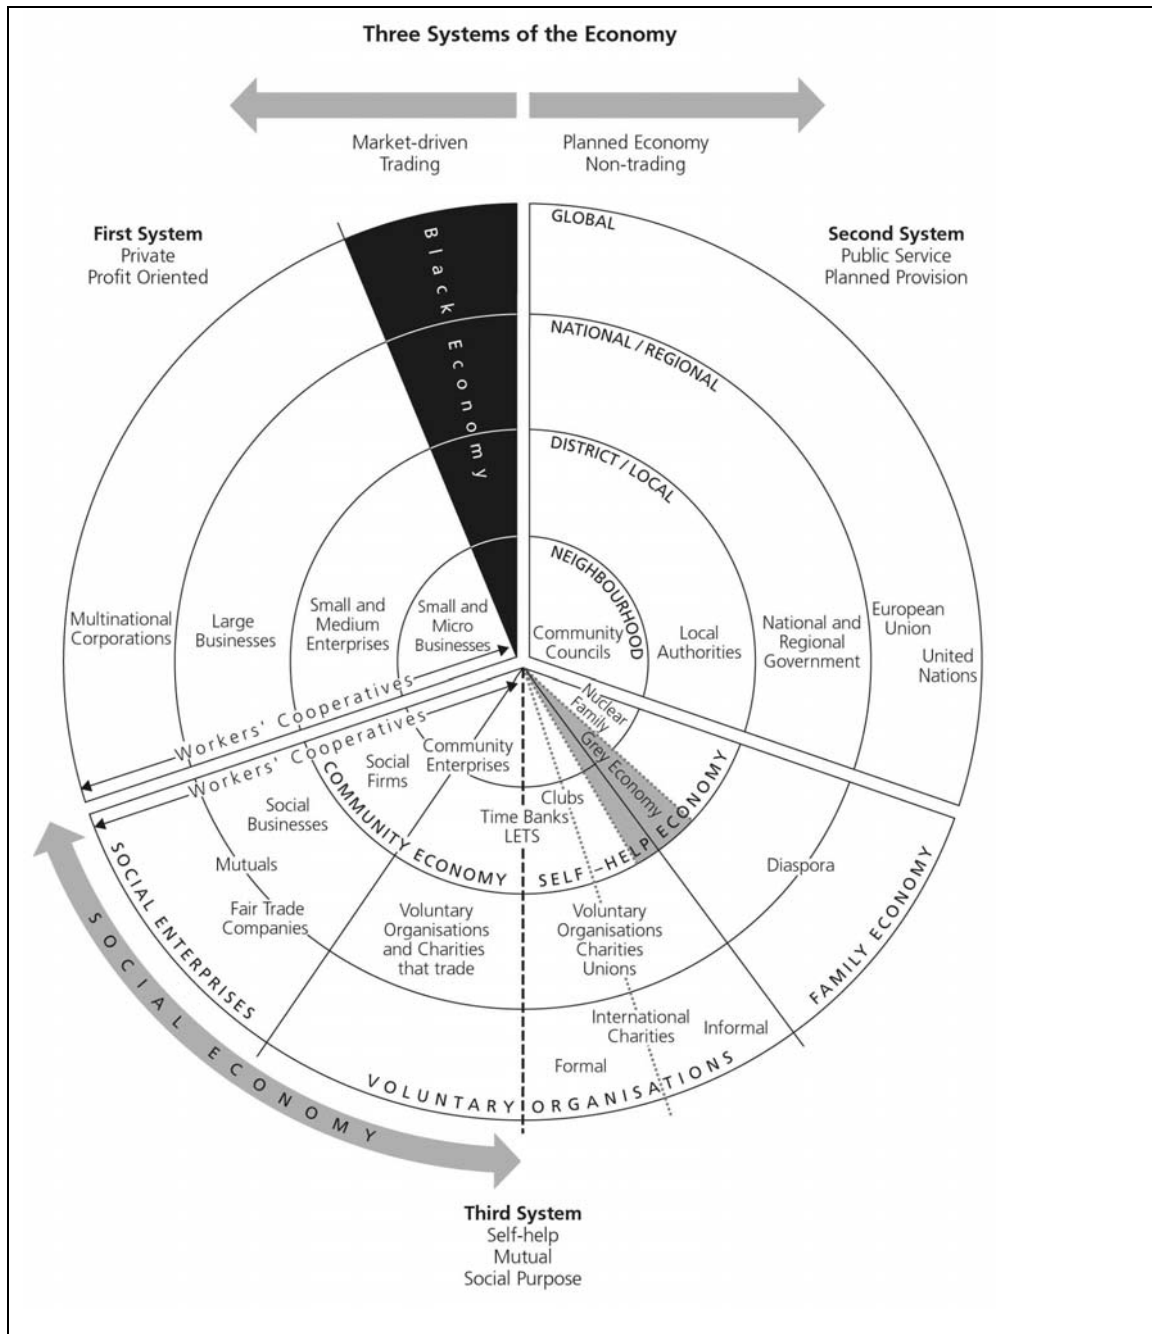 Three Systems of the Economy
Market-driven
Trading
Planned Economy
Non-trading
First System
Private
Profit Oriented
Second System
Public Service
Planned Provision
Black Economy
GLOBAL
NATIONAL / REGIONAL
DISTRICT / LOCAL
NEIGHBOURHOOD
Multinational
Corporations
Large
Businesses
Small and
Medium
Enterprises
Small and
Micro
Businesses
Community
Councils
Local
Authorities
National and
Regional
Government
European
Union
United
Nations
Workers' Cooperatives
Workers' Cooperatives
Nuclear
Family
Grey Economy
Community
Enterprises
Social
Firms
Social
Businesses
Mutuals
Fair Trade
Companies
COMMUNITY ECONOMY
SELF-HELP ECONOMY
Clubs
Time Banks
LETS
Diaspora
Voluntary
Organisations
and Charities
that trade
Voluntary
Organisations
Charities
Unions
International
Charities
Informal
Formal
SOCIAL ENTERPRISES
VOLUNTARY ORGANISATIONS
FAMILY ECONOMY
SOCIAL ECONOMY
Third System
Self-help
Mutual
Social Purpose